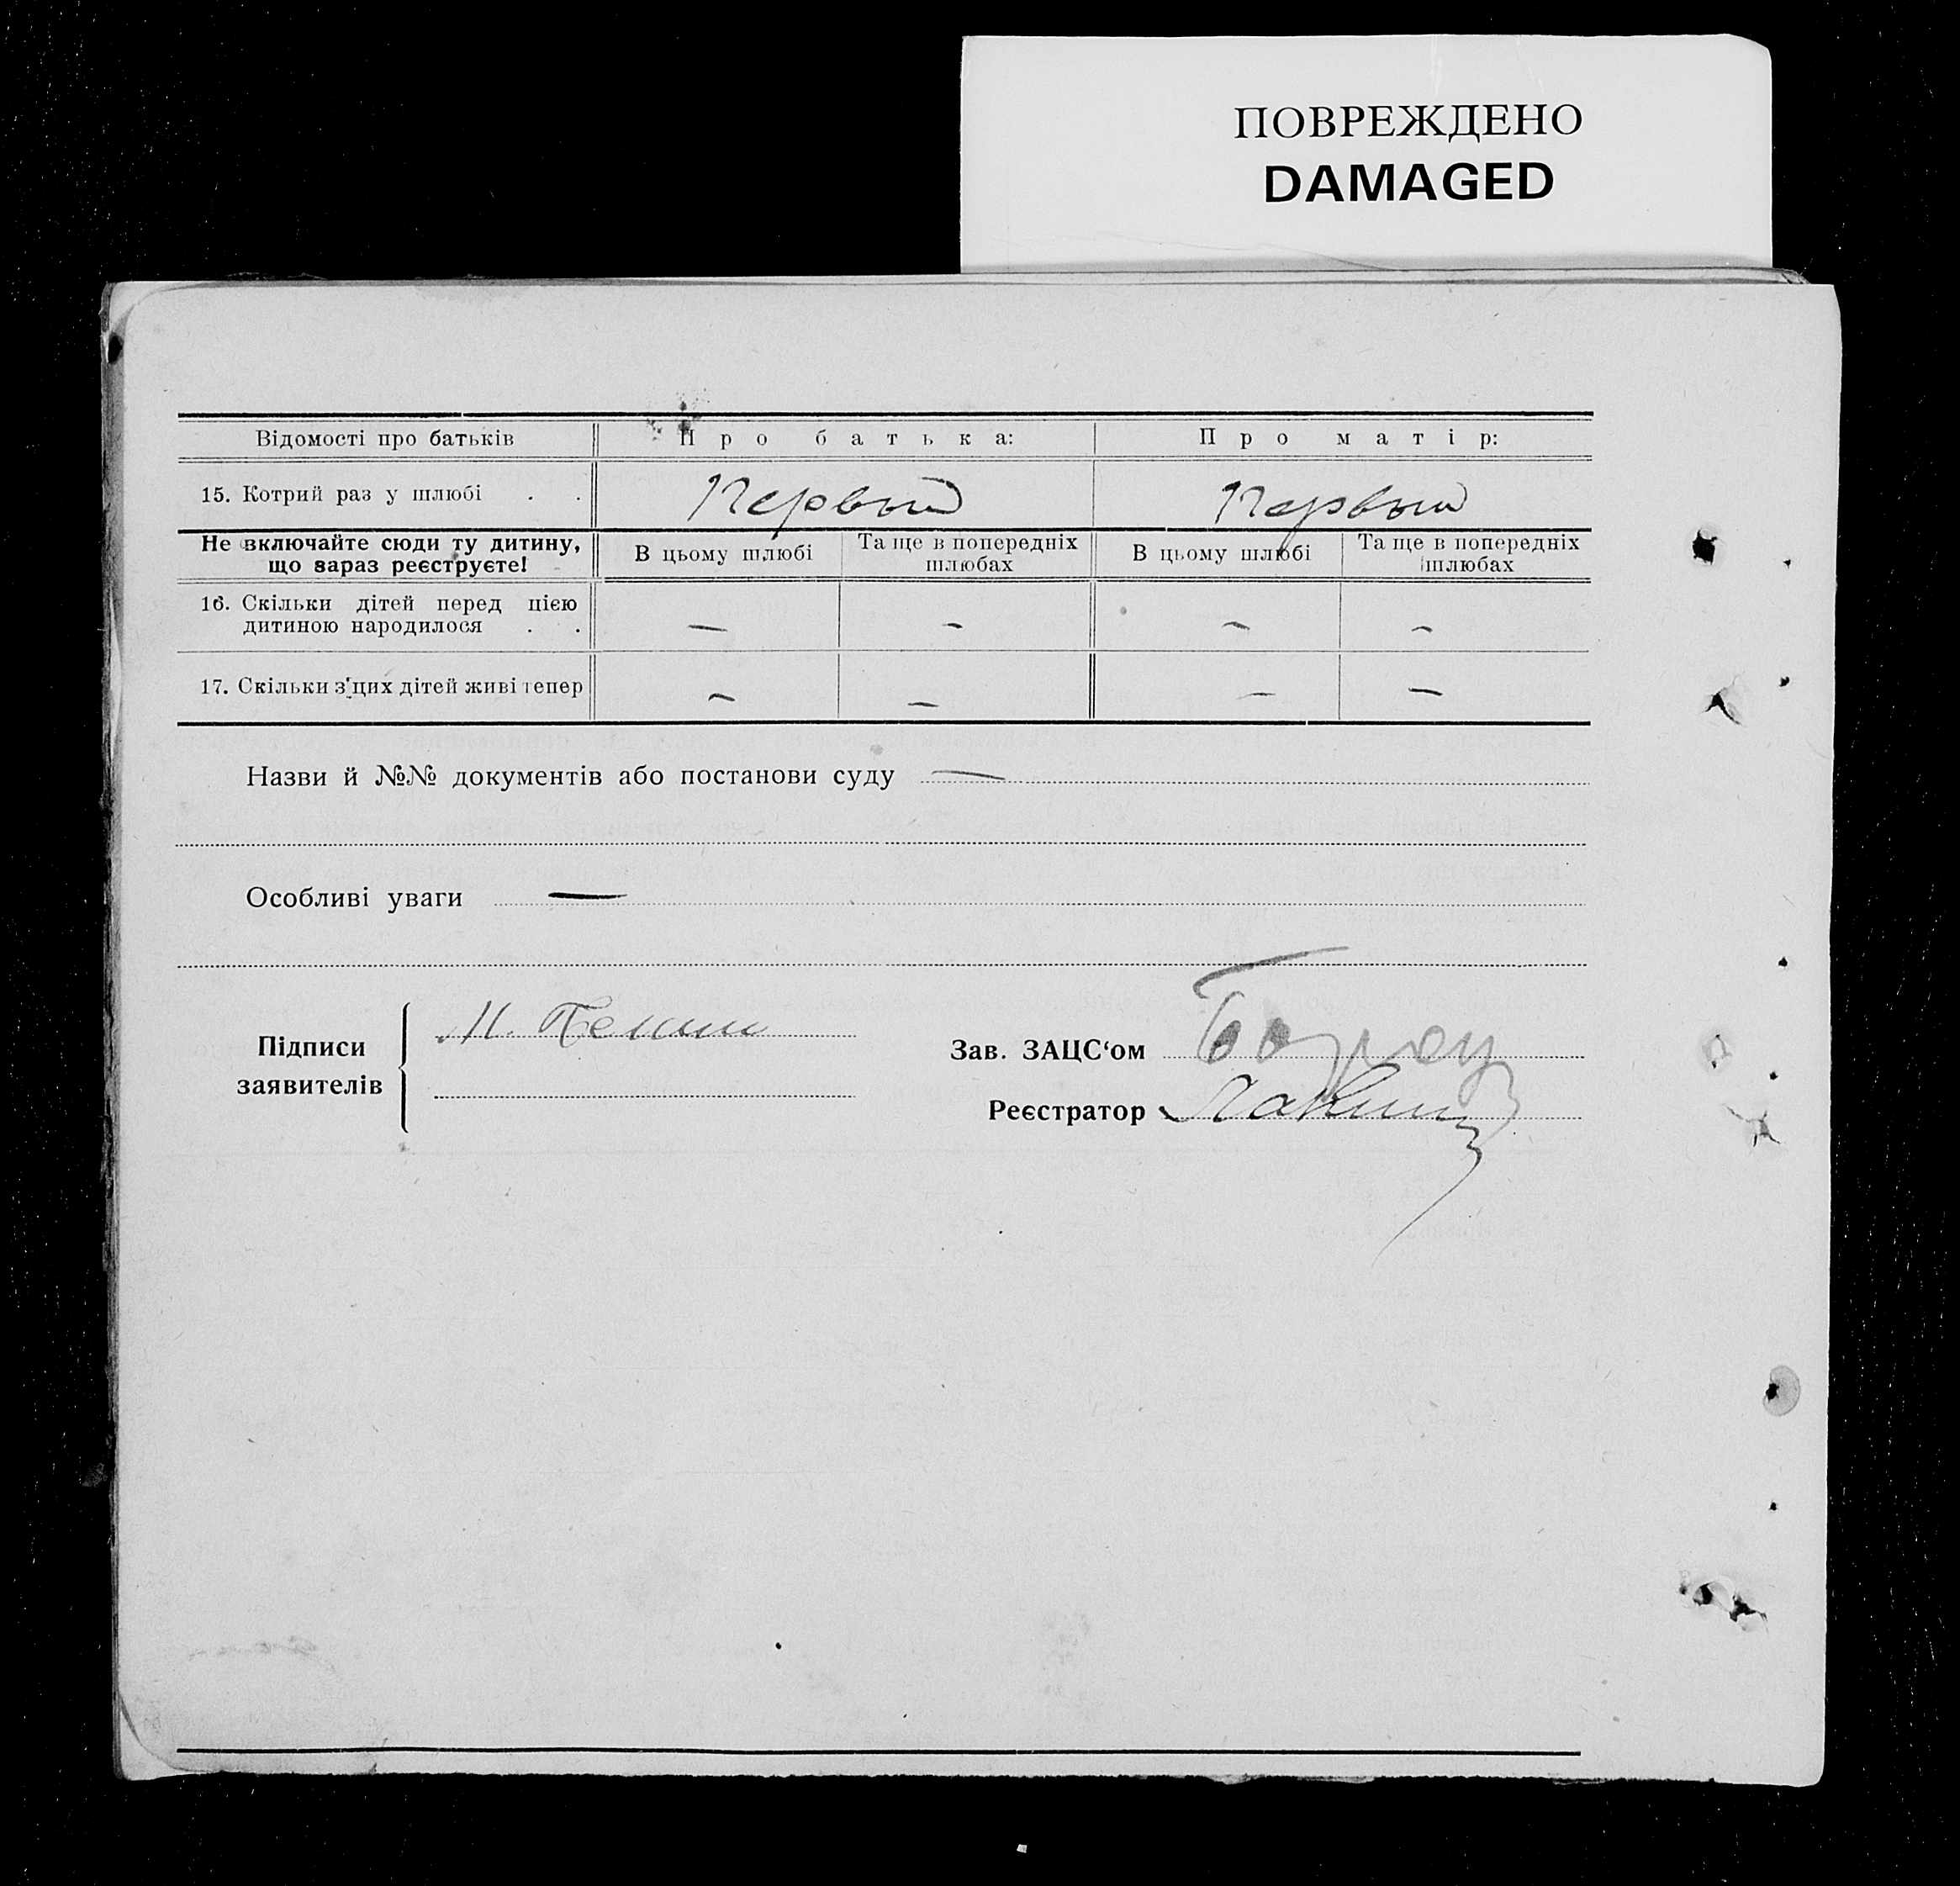 ПОВРЕЖДЕНО
DAMAGED
Відомості про батьків Про батька: Про матір:
15. Котрий раз у шлюбі . . Первый Первый
Не включайте сюди ту дитину, що зараз реєструєте! В цьому шлюбі Та ще в попередніх шлюбах В цьому шлюбі Та ще в попередніх шлюбах
16. Скільки дітей перед цією дитиною народилося . . — — — —
17. Скільки з цих дітей живі тепер — — — —
Назви й №№ документів або постанови суду —
Особливі уваги —
Підписи заявителів М.
Зав. ЗАЦС‘ом
Реєстратор